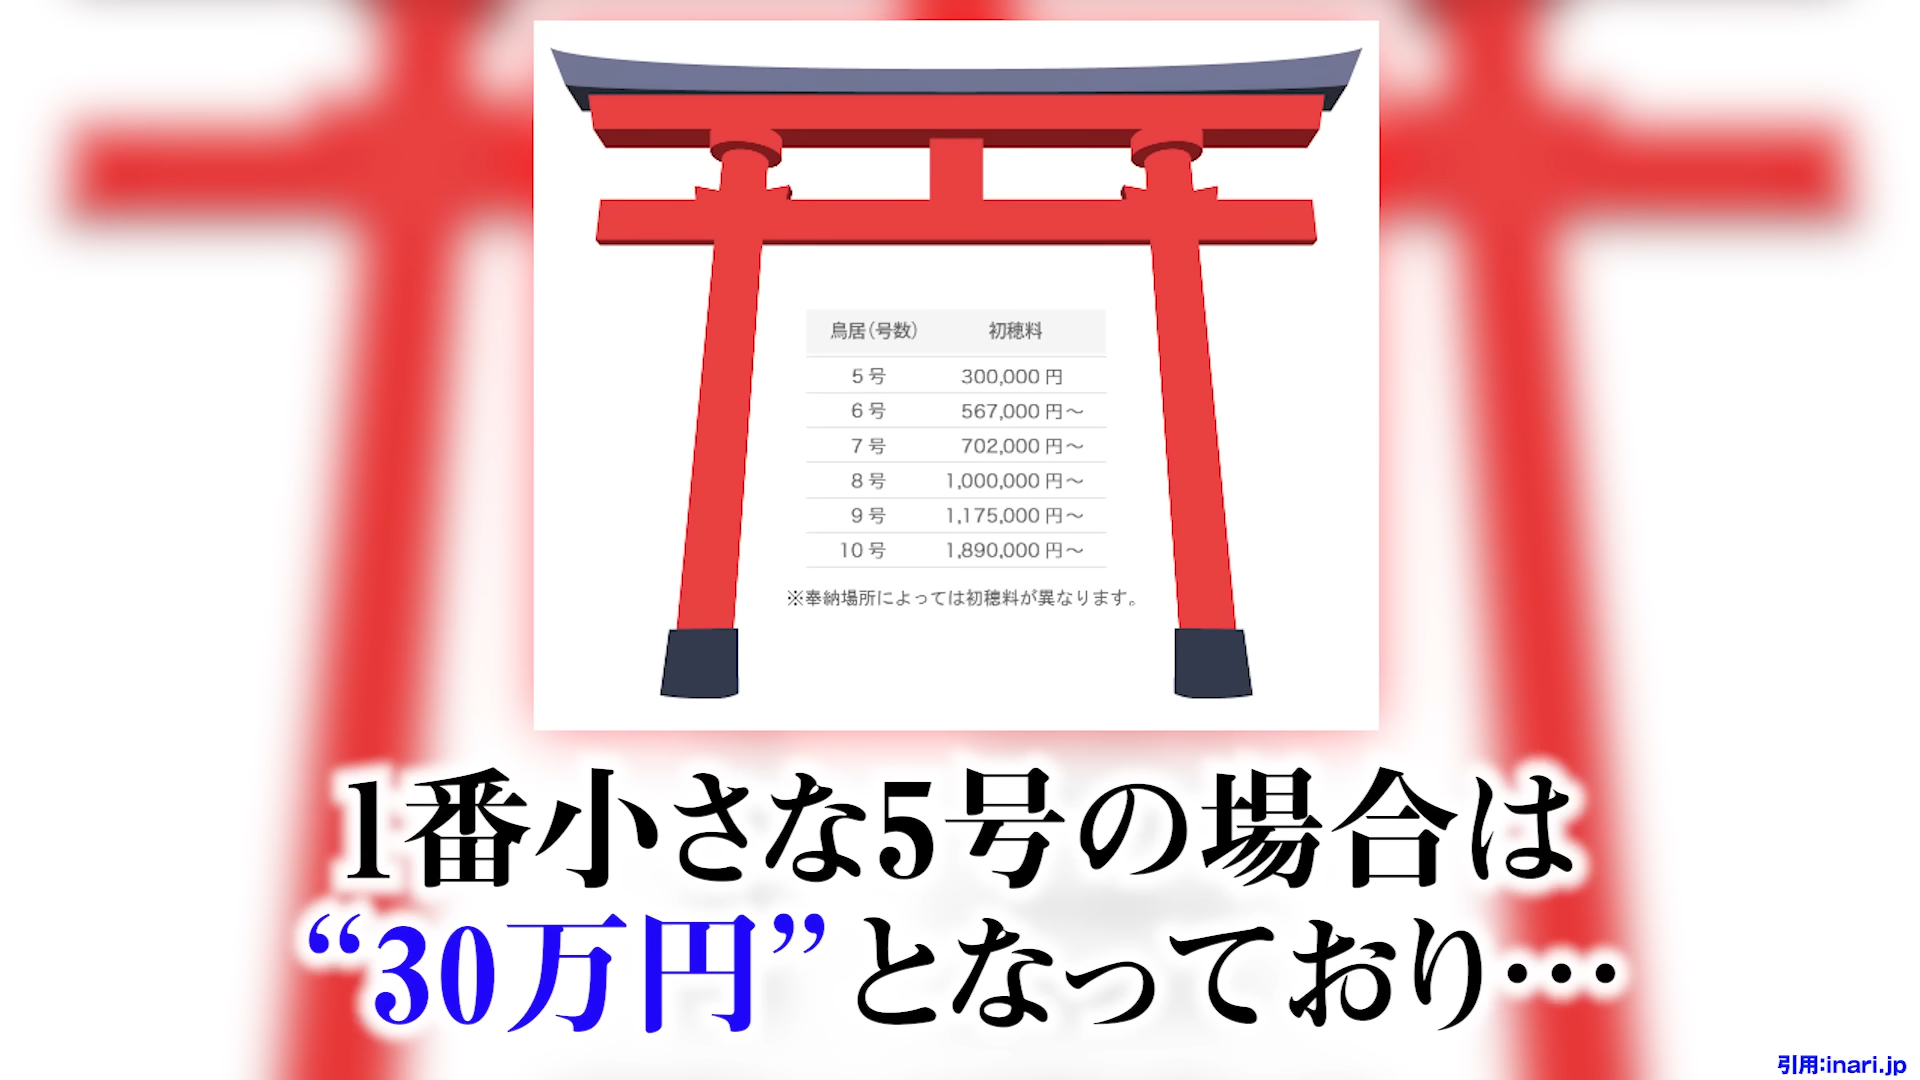 鳥居(号数) 初穂料
5号 300,000円
6号 567,000円～
7号 702,000円～
8号 1,000,000円～
9号 1,175,000円～
10号 1,890,000円～
※奉納場所によっては初穂料が異なります。
1番小さな5号の場合は
“30万円”となっており…
引用:inari.jp